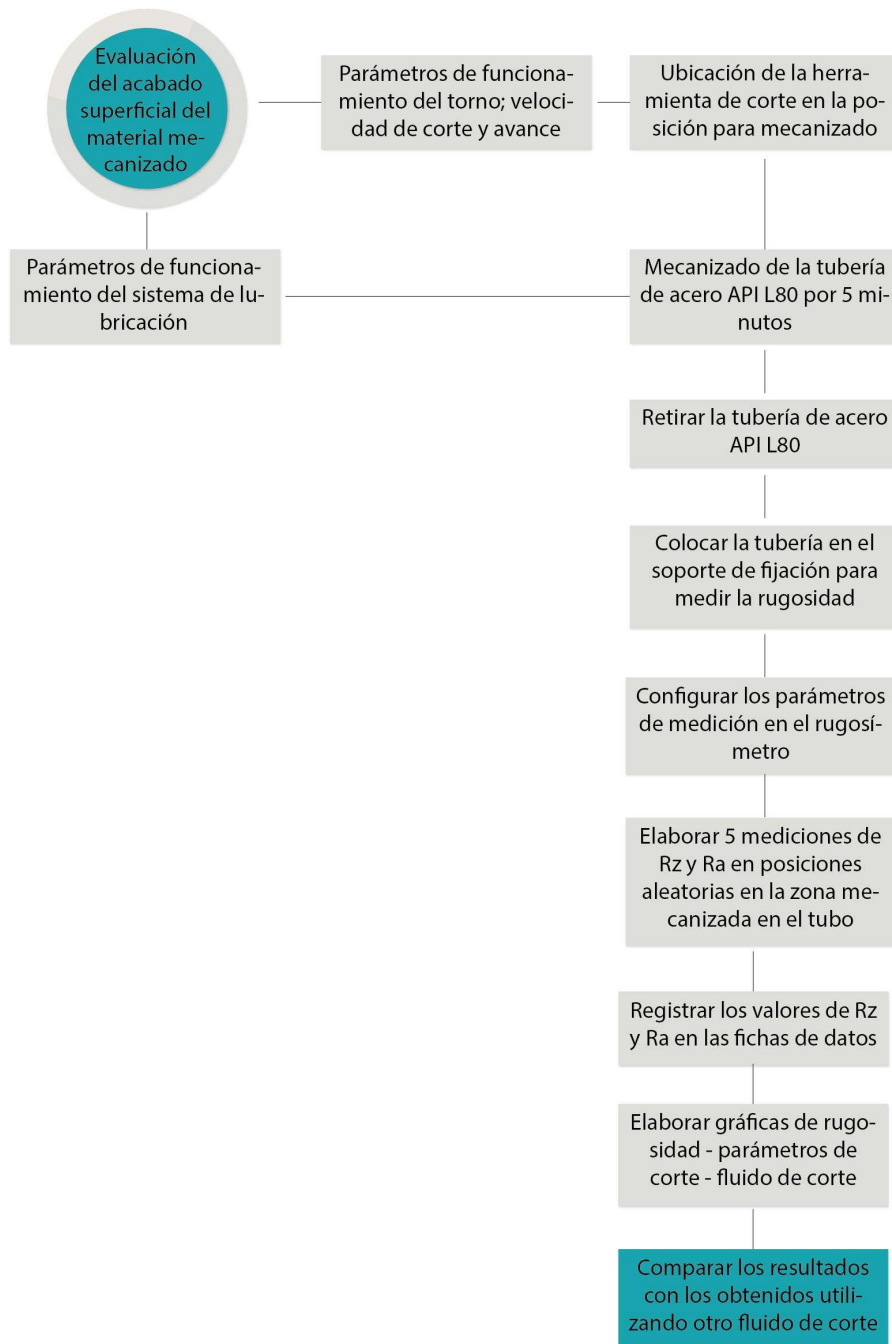 Evaluación
del acabado
superficial del
material me-
canizado
Parámetros de funciona-
miento del torno; veloci-
dad de corte y avance
Ubicación de la herra-
mienta de corte en la po-
sición para mecanizado
Parámetros de funciona-
miento del sistema de lu-
bricación
Mecanizado de la tubería
de acero API L80 por 5 mi-
nutos
Retirar la tubería de acero
API L80
Colocar la tubería en el
soporte de fijación para
medir la rugosidad
Configurar los parámetros
de medición en el rugosí-
metro
Elaborar 5 mediciones de
Rz y Ra en posiciones
aleatorias en la zona me-
canizada en el tubo
Registrar los valores de Rz
y Ra en las fichas de datos
Elaborar gráficas de rugo-
sidad - parámetros de
corte - fluido de corte
Comparar los resultados
con los obtenidos utili-
zando otro fluido de corte